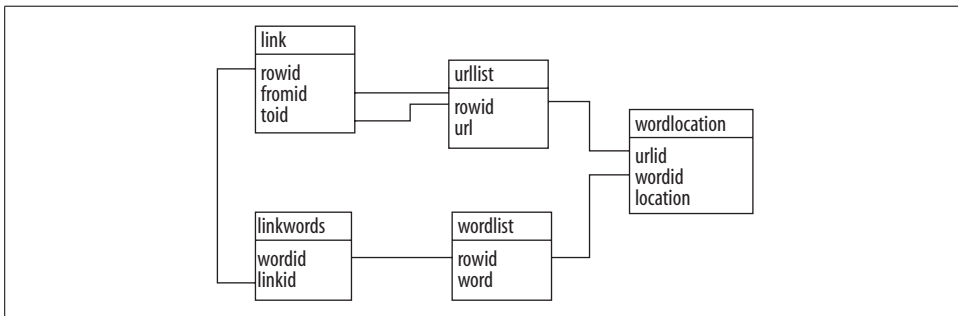 link
rowid
fromid
toid
urllist
rowid
url
wordlocation
urlid
wordid
location
linkwords
wordid
linkid
wordlist
rowid
word